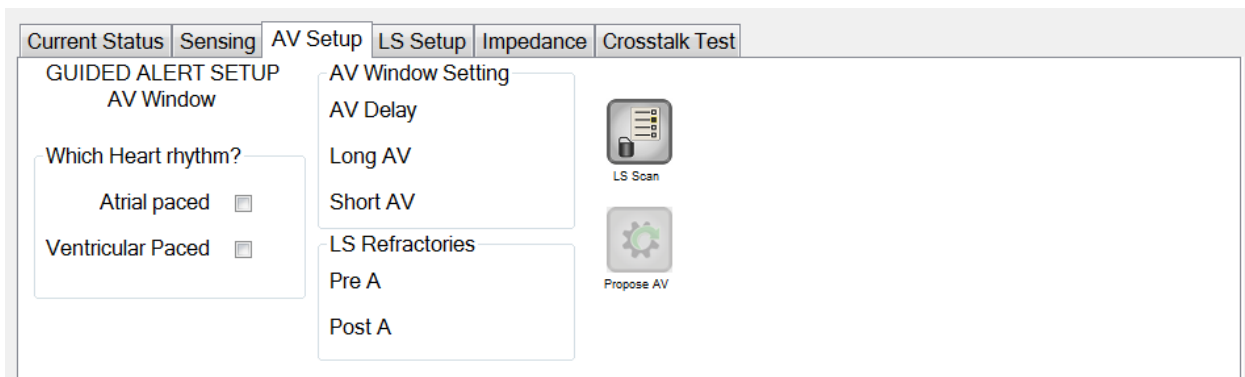 Current Status Sensing AV Setup LS Setup Impedance Crosstalk Test
GUIDED ALERT SETUP
AV Window
Which Heart rhythm?
Atrial paced
Ventricular Paced
AV Window Setting
AV Delay
Long AV
Short AV
LS Refractories
Pre A
Post A
LS Scan
Propose AV